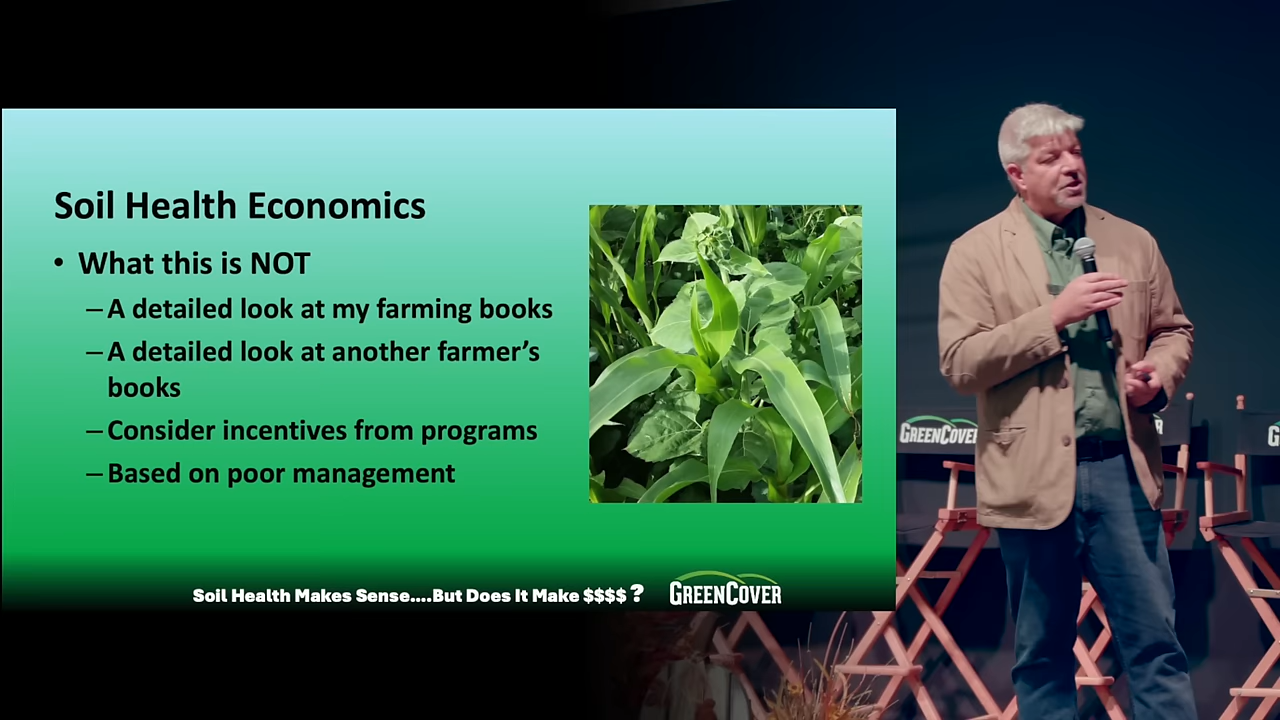 Soil Health Economics
• What this is NOT
– A detailed look at my farming books
– A detailed look at another farmer's
books
– Consider incentives from programs
– Based on poor management
Soil Health Makes Sense....But Does It Make $$$$ ?
GREENCOVER
GREENCOVER